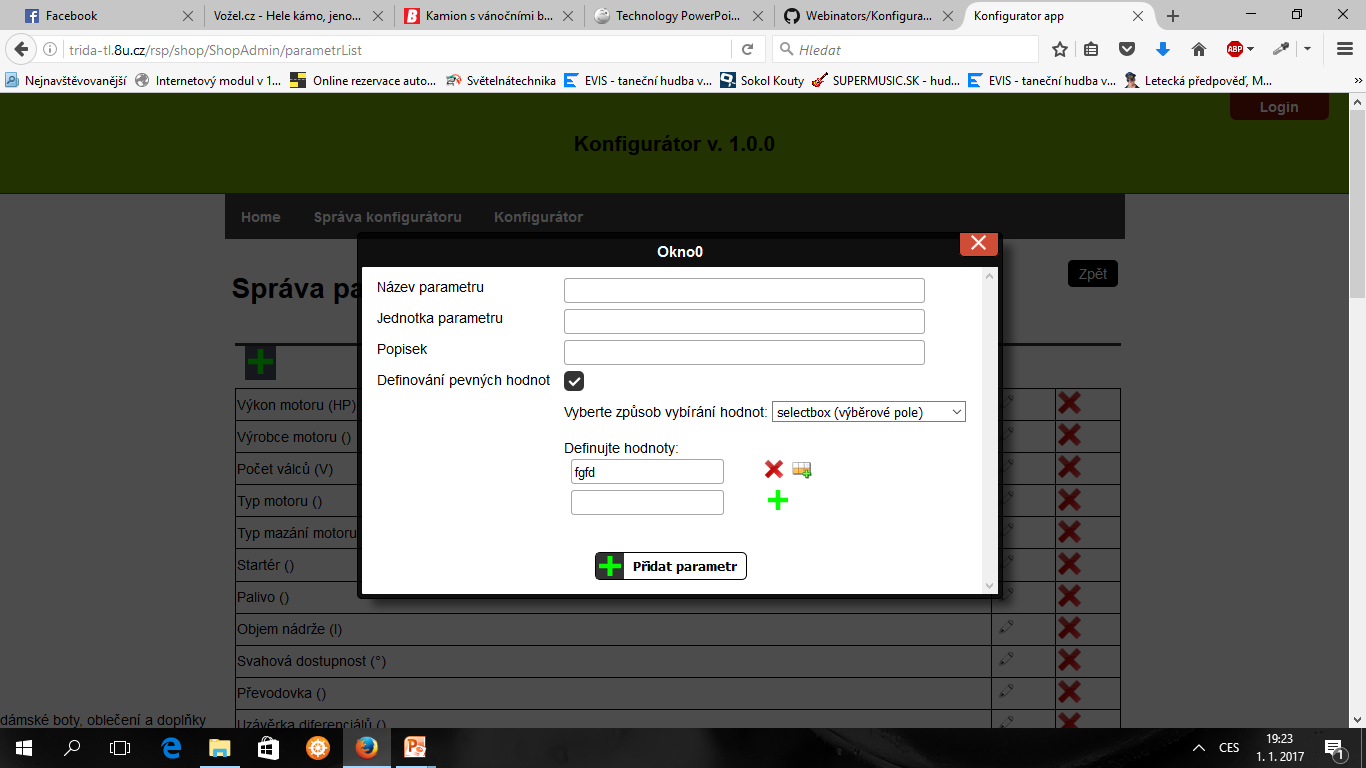 Facebook
Vožel.cz - Hele kámo, jeno...
Kamion s vánočními b...
Technology PowerPoi...
Webinators/Konfigura...
Konfigurator app
trida-tl.8u.cz/rsp/shop/ShopAdmin/parametrList
Hledat
ABP
Nejnavštěvovanější
Internetový modul v 1...
Online rezervace auto...
Světelnátechnika
EVIS - taneční hudba v...
Sokol Kouty
SUPERMUSIC.SK - hud...
EVIS - taneční hudba v...
Letecká předpověď, M...
Login
Konfigurátor v. 1.0.0
Home
Správa konfigurátoru
Konfigurátor
Okno0
Zpět
Správa pa
Název parametru
Jednotka parametru
Popisek
Definování pevných hodnot
Vyberte způsob vybírání hodnot: selectbox (výběrové pole)
Definujte hodnoty:
fgfd
Přidat parametr
Výkon motoru (HP)
Výrobce motoru ()
Počet válců (V)
Typ motoru ()
Typ mazání motoru
Startér ()
Palivo ()
Objem nádrže (l)
Svahová dostupnost (°)
Převodovka ()
Uzávěrka diferenciálů ()
dámské boty, oblečení a doplňky
CES
19:23
1. 1. 2017
1